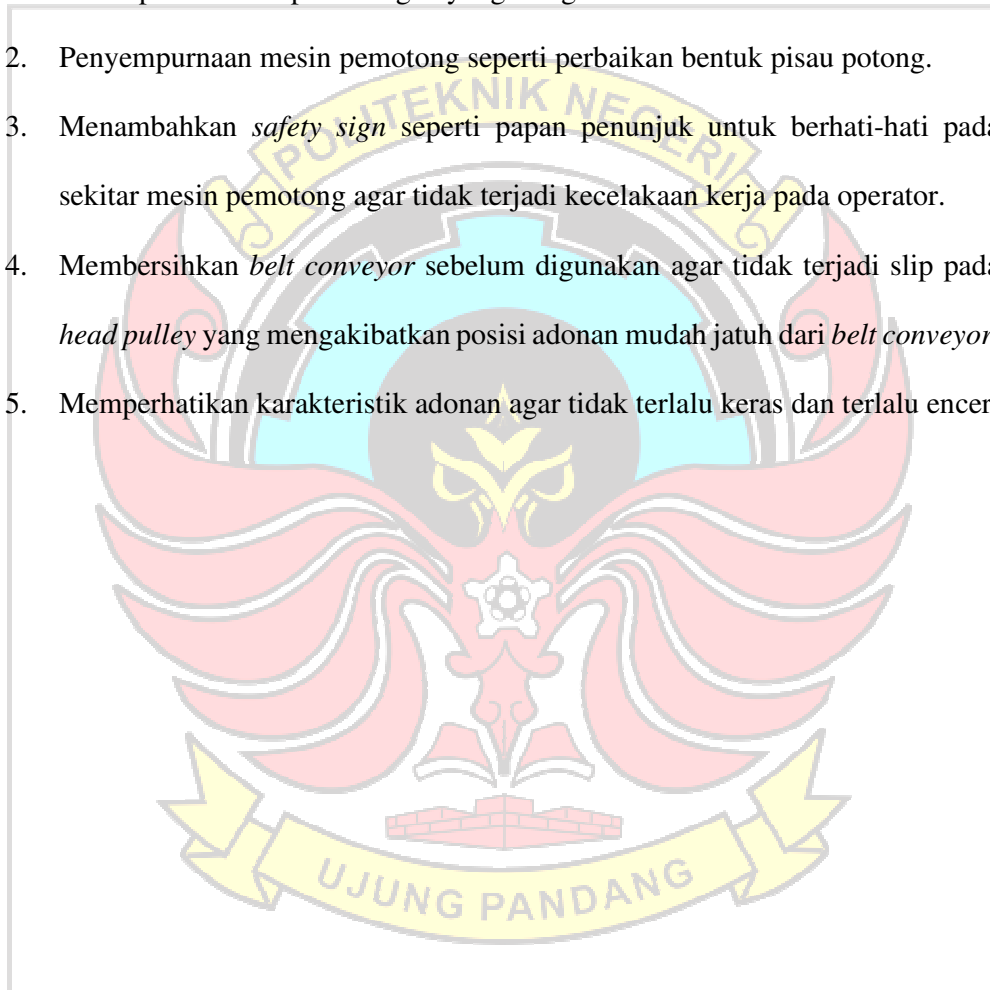 2. Penyempurnaan mesin pemotong seperti perbaikan bentuk pisau potong.
3. Menambahkan safety sign seperti papan penunjuk untuk berhati-hati pada
sekitar mesin pemotong agar tidak terjadi kecelakaan kerja pada operator.
4. Membersihkan belt conveyor sebelum digunakan agar tidak terjadi slip pada
head pulley yang mengakibatkan posisi adonan mudah jatuh dari belt conveyor
5. Memperhatikan karakteristik adonan agar tidak terlalu keras dan terlalu encer
POLITEKNIK NEGERI
UJUNG PANDANG